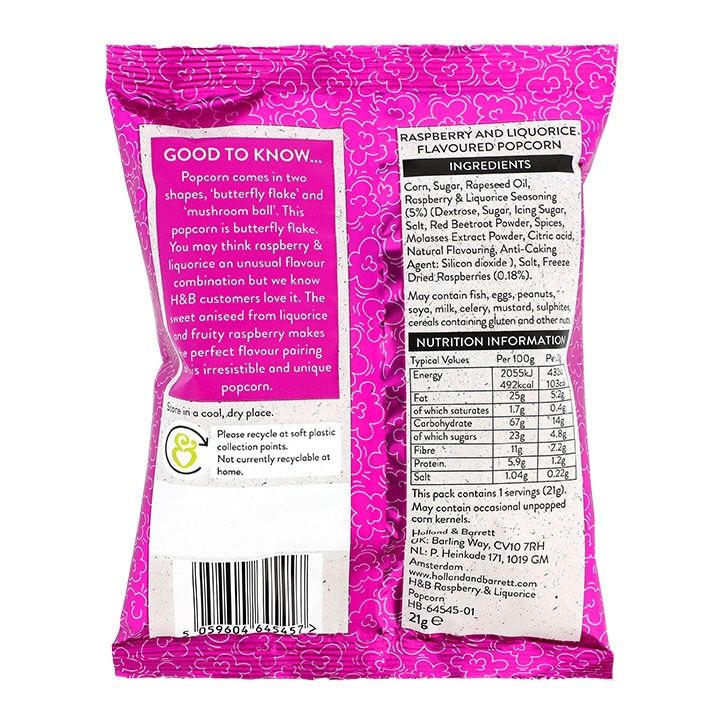 GOOD TO KNOW...
Popcorn comes in two
shapes, 'butterfly flake' and
'mushroom ball'. This
popcorn is butterfly flake.
You may think raspberry &
liquorice an unusual flavour
combination but we know
H&B customers love it. The
sweet aniseed from liquorice
and fruity raspberry makes
perfect flavour pairing
this irresistible and unique
popcorn.
Store in a cool, dry place.
Please recycle at soft plastic
collection points.
Not currently recyclable at
home.
5 059604 645457 >
RASPBERRY AND LIQUORICE
FLAVOURED POPCORN
INGREDIENTS
Corn, Sugar, Rapeseed Oil,
Raspberry & Liquorice Seasoning
(5%) (Dextrose, Sugar, Icing Sugar,
Salt, Red Beetroot Powder, Spices,
Molasses Extract Powder, Citric acid,
Natural Flavouring, Anti-Caking
Agent: Silicon dioxide ), Salt, Freeze
Dried Raspberries (0.18%).
May contain fish, eggs, peanuts,
soya, milk, celery, mustard, sulphites,
cereals containing gluten and other nuts
NUTRITION INFORMATION
Typical Values Per 100g
Energy 2055kJ
492kcal 103kcal
Fat 25g 5.2g
of which saturates 1.7g 0.4g
Carbohydrate 67g 14g
of which sugars 23g 4.8g
Fibre 11g 2.2g
Protein 5.9g 1.2g
Salt 1.04g 0.22g
This pack contains 1 servings (21g).
May contain occasional unpopped
corn kernels.
Holland & Barrett
UK: Barling Way, CV10 7RH
NL: P. Heinkade 171, 1019 GM
Amsterdam
www.hollandandbarrett.com
H&B Raspberry & Liquorice
Popcorn
HB-64545-01
21g ℮